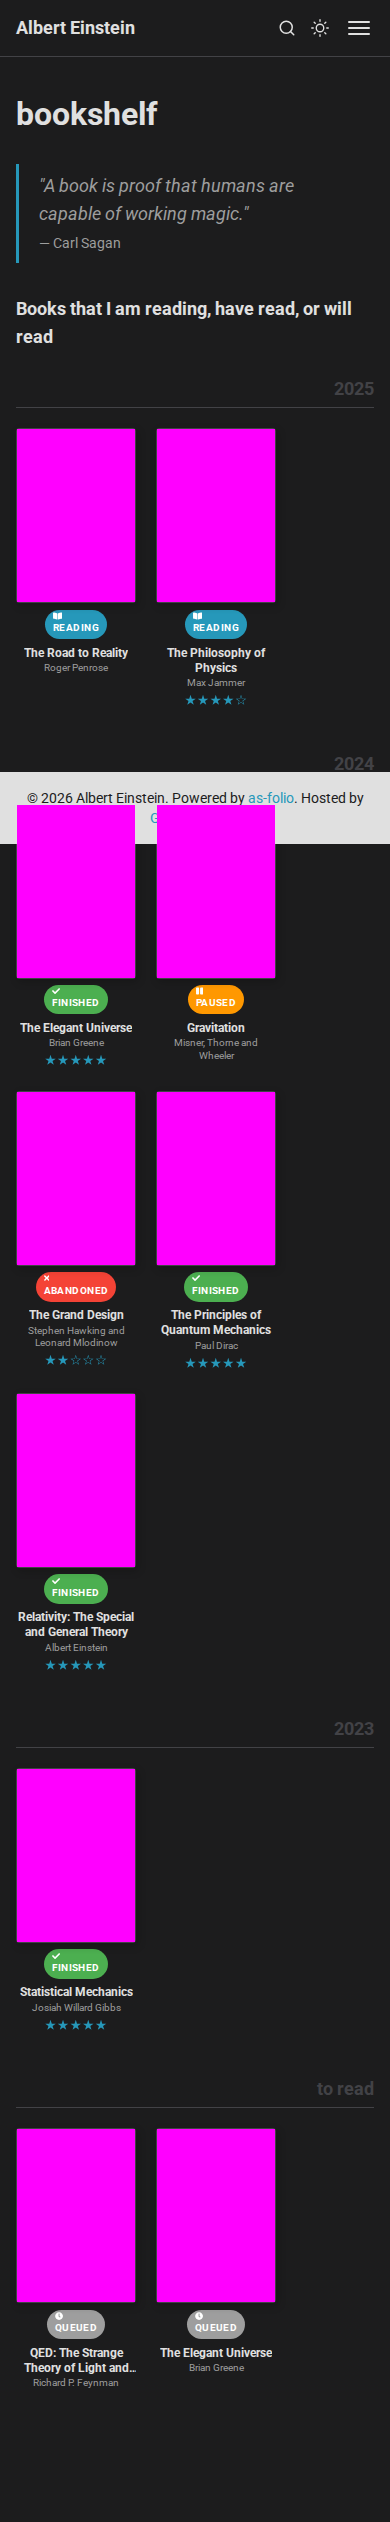 Albert Einstein
bookshelf
"A book is proof that humans are
capable of working magic."
— Carl Sagan
Books that I am reading, have read, or will
read
2025
READING
The Road to Reality
Roger Penrose
★★★★☆
READING
The Philosophy of
Physics
Max Jammer
2024
© 2026 Albert Einstein. Powered by as-folio. Hosted by
FINISHED
The Elegant Universe
Brian Greene
★★★★★
PAUSED
Gravitation
Misner, Thorne and
Wheeler
ABANDONED
The Grand Design
Stephen Hawking and
Leonard Mlodinow
★★☆☆☆
FINISHED
The Principles of
Quantum Mechanics
Paul Dirac
★★★★★
FINISHED
Relativity: The Special
and General Theory
Albert Einstein
★★★★★
2023
FINISHED
Statistical Mechanics
Josiah Willard Gibbs
★★★★★
to read
QUEUED
QED: The Strange
Theory of Light and…
Richard P. Feynman
QUEUED
The Elegant Universe
Brian Greene